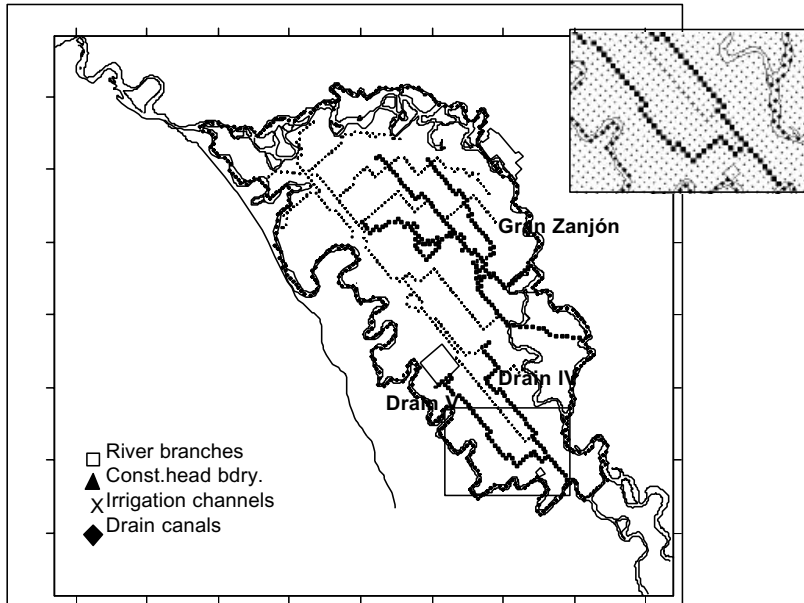 Gran Zanjón
Drain IV
Drain V
River branches
Const.head bdry.
X Irrigation channels
Drain canals